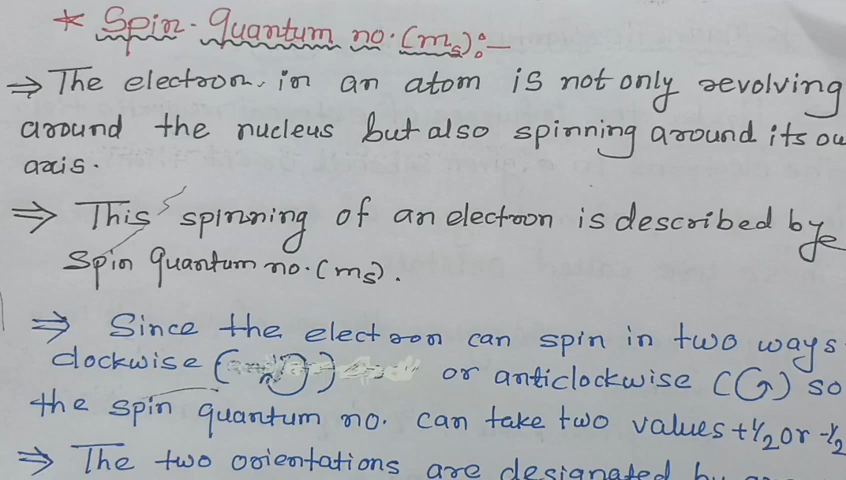 * Spin-Quantum no.(ms):-
⇒ The electron in an atom is not only revolving
around the nucleus but also spinning around its
axis.
⇒ This spinning of an electron is described by
Spin Quantum no.(ms).
⇒ Since the electron can spin in two ways
clockwise ( ) or anticlockwise ( ) so
the spin quantum no. can take two values +1/2 or -1/2
⇒ The two orientations are designated by